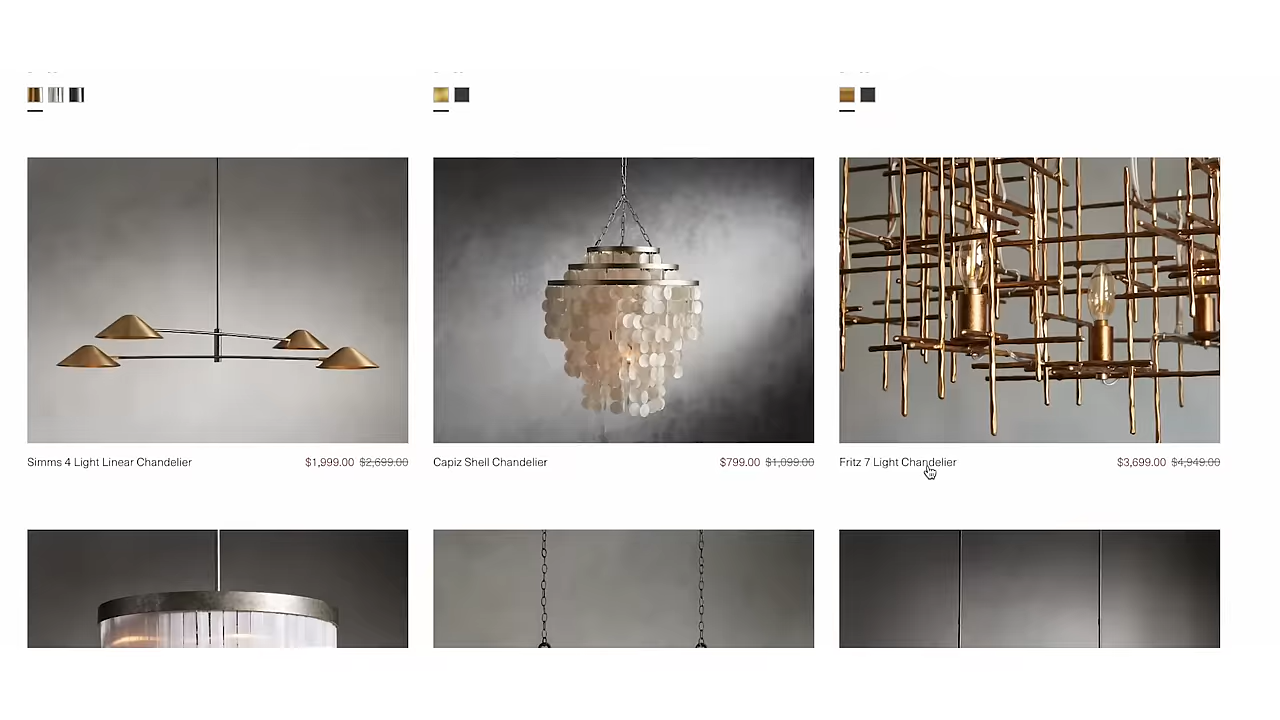 Simms 4 Light Linear Chandelier $1,999.00 $2,699.00
Capiz Shell Chandelier $799.00 $1,099.00
Fritz 7 Light Chandelier $3,699.00 $4,949.00